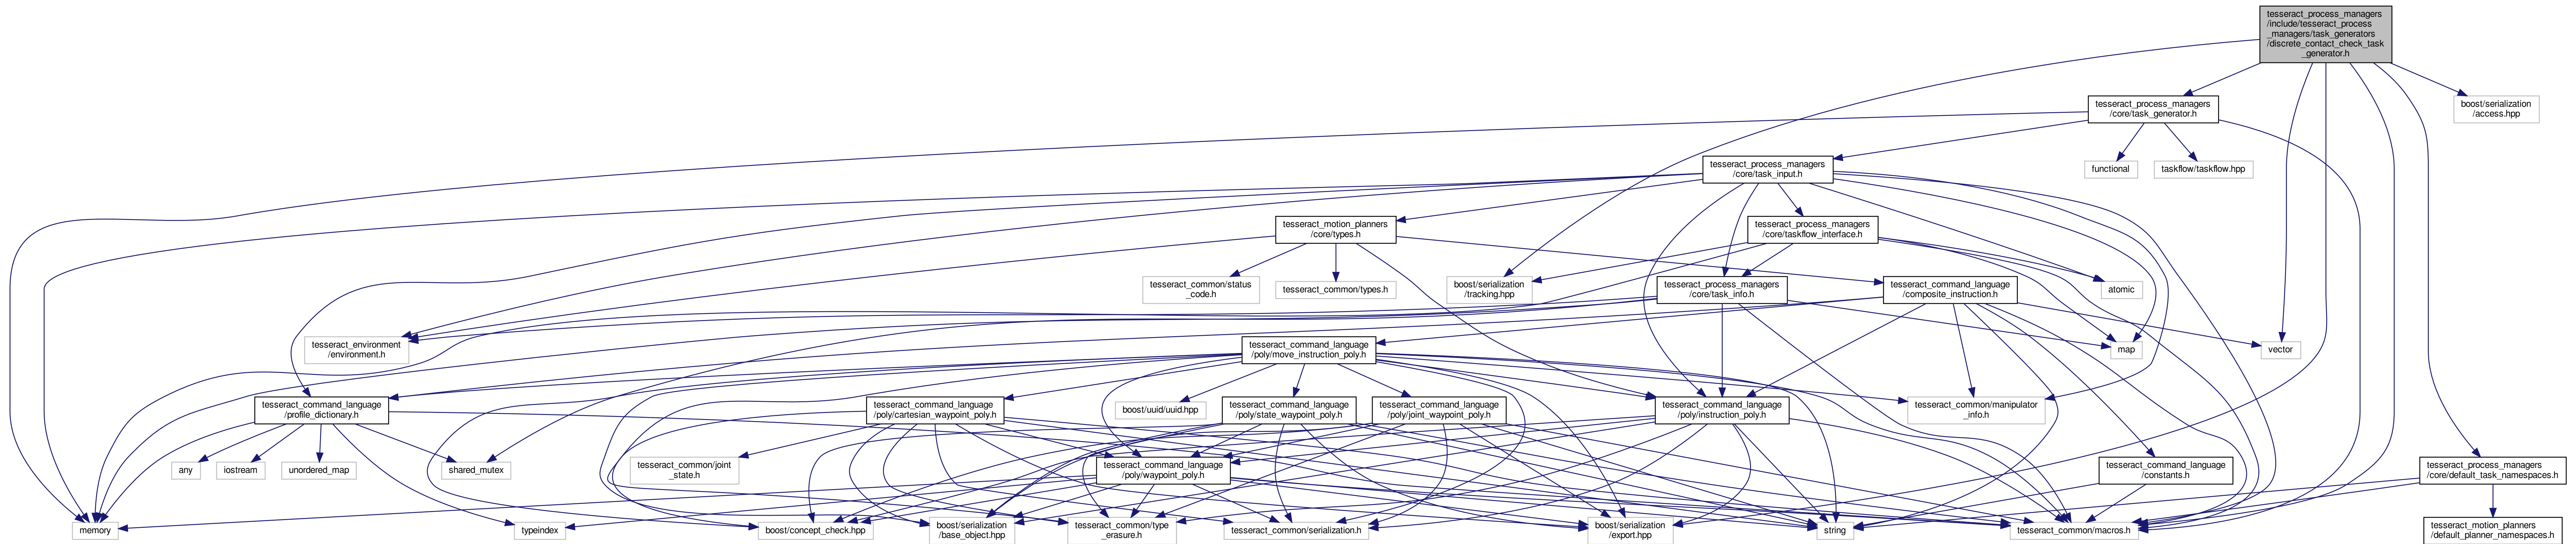 tesseract_process_managers
/include/tesseract_process
_managers/task_generators
/discrete_contact_check_task
_generator.h
tesseract_process_managers
/core/task_generator.h
boost/serialization
/access.hpp
tesseract_process_managers
/core/task_input.h
functional
taskflow/taskflow.hpp
tesseract_motion_planners
/core/types.h
tesseract_process_managers
/core/taskflow_interface.h
tesseract_common/status
_code.h
tesseract_common/types.h
boost/serialization
/tracking.hpp
tesseract_process_managers
/core/task_info.h
tesseract_command_language
/composite_instruction.h
atomic
tesseract_environment
/environment.h
tesseract_command_language
/poly/move_instruction_poly.h
map
vector
tesseract_command_language
/profile_dictionary.h
tesseract_command_language
/poly/cartesian_waypoint_poly.h
boost/uuid/uuid.hpp
tesseract_command_language
/poly/state_waypoint_poly.h
tesseract_command_language
/poly/joint_waypoint_poly.h
tesseract_command_language
/poly/instruction_poly.h
tesseract_common/manipulator
_info.h
any
iostream
unordered_map
shared_mutex
tesseract_common/joint
_state.h
tesseract_command_language
/poly/waypoint_poly.h
tesseract_command_language
/constants.h
tesseract_process_managers
/core/default_task_namespaces.h
memory
typeindex
boost/concept_check.hpp
boost/serialization
/base_object.hpp
tesseract_common/type
_erasure.h
tesseract_common/serialization.h
boost/serialization
/export.hpp
string
tesseract_common/macros.h
tesseract_motion_planners
/default_planner_namespaces.h